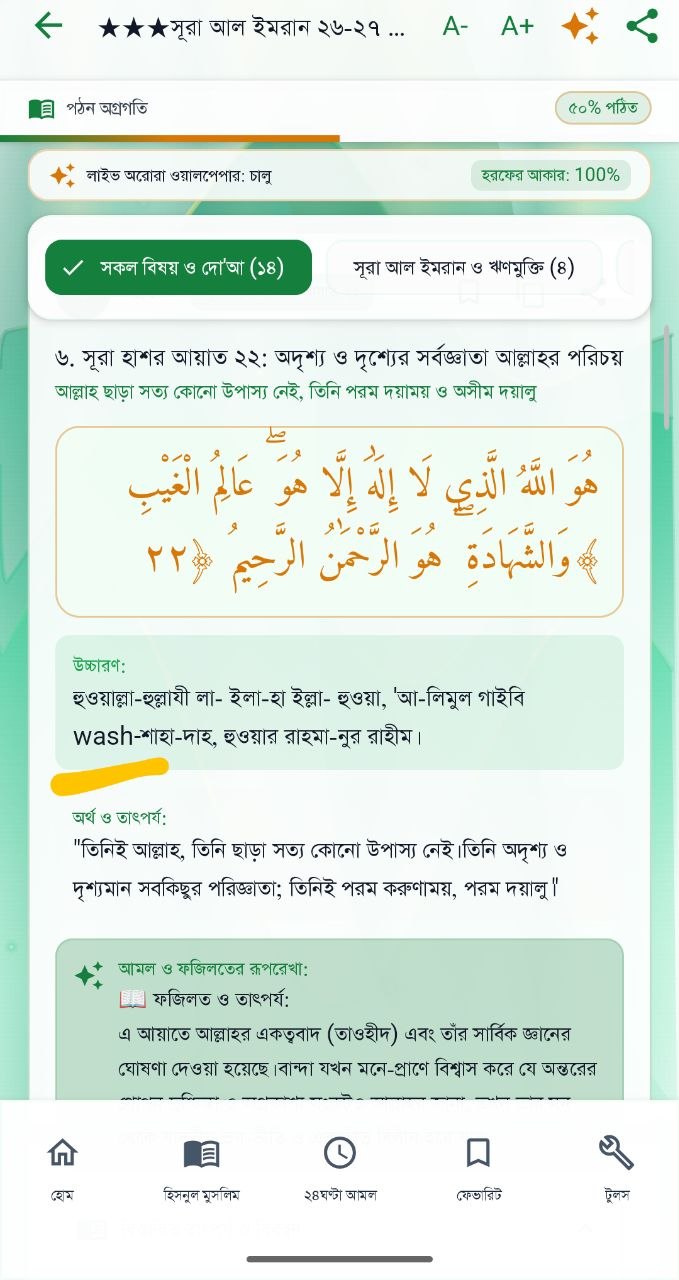 ★★★সূরা আল ইমরান ২৬-২৭ ...
A- A+
পঠন অগ্রগতি
৫০% পঠিত
লাইভ অরোরা ওয়ালপেপার: চালু
হরফের আকার: 100%
সকল বিষয় ও দো'আ (১৪)
সূরা আল ইমরান ও ঋণমুক্তি (৪)
৬. সূরা হাশর আয়াত ২২: অদৃশ্য ও দৃশ্যের সর্বজ্ঞাতা আল্লাহর পরিচয়
আল্লাহ ছাড়া সত্য কোনো উপাস্য নেই, তিনি পরম দয়াময় ও অসীম দয়ালু
هُوَ اللَّهُ الَّذِي لَا إِلَٰهَ إِلَّا هُوَ ۖ عَالِمُ الْغَيْبِ
وَالشَّهَادَةِ ۖ هُوَ الرَّحْمَٰنُ الرَّحِيمُ ﴿٢٢﴾
উচ্চারণ:
হুওয়াল্লা-হুল্লাযী লা- ইলা-হা ইল্লা- হুওয়া, 'আ-লিমুল গাইবি
wash-শাহা-দাহ, হুওয়ার রাহমা-নুর রাহীম।
অর্থ ও তাৎপর্য:
"তিনিই আল্লাহ, তিনি ছাড়া সত্য কোনো উপাস্য নেই।তিনি অদৃশ্য ও
দৃশ্যমান সবকিছুর পরিজ্ঞাতা; তিনিই পরম করুণাময়, পরম দয়ালু।"
আমল ও ফজিলতের রূপরেখা:
📖 ফজিলত ও তাৎপর্য:
এ আয়াতে আল্লাহর একত্ববাদ (তাওহীদ) এবং তাঁর সার্বিক জ্ঞানের
ঘোষণা দেওয়া হয়েছে।বান্দা যখন মনে-প্রাণে বিশ্বাস করে যে অন্তরের
হোম
হিসনুল মুসলিম
২৪ঘণ্টা আমল
ফেভারিট
টুলস